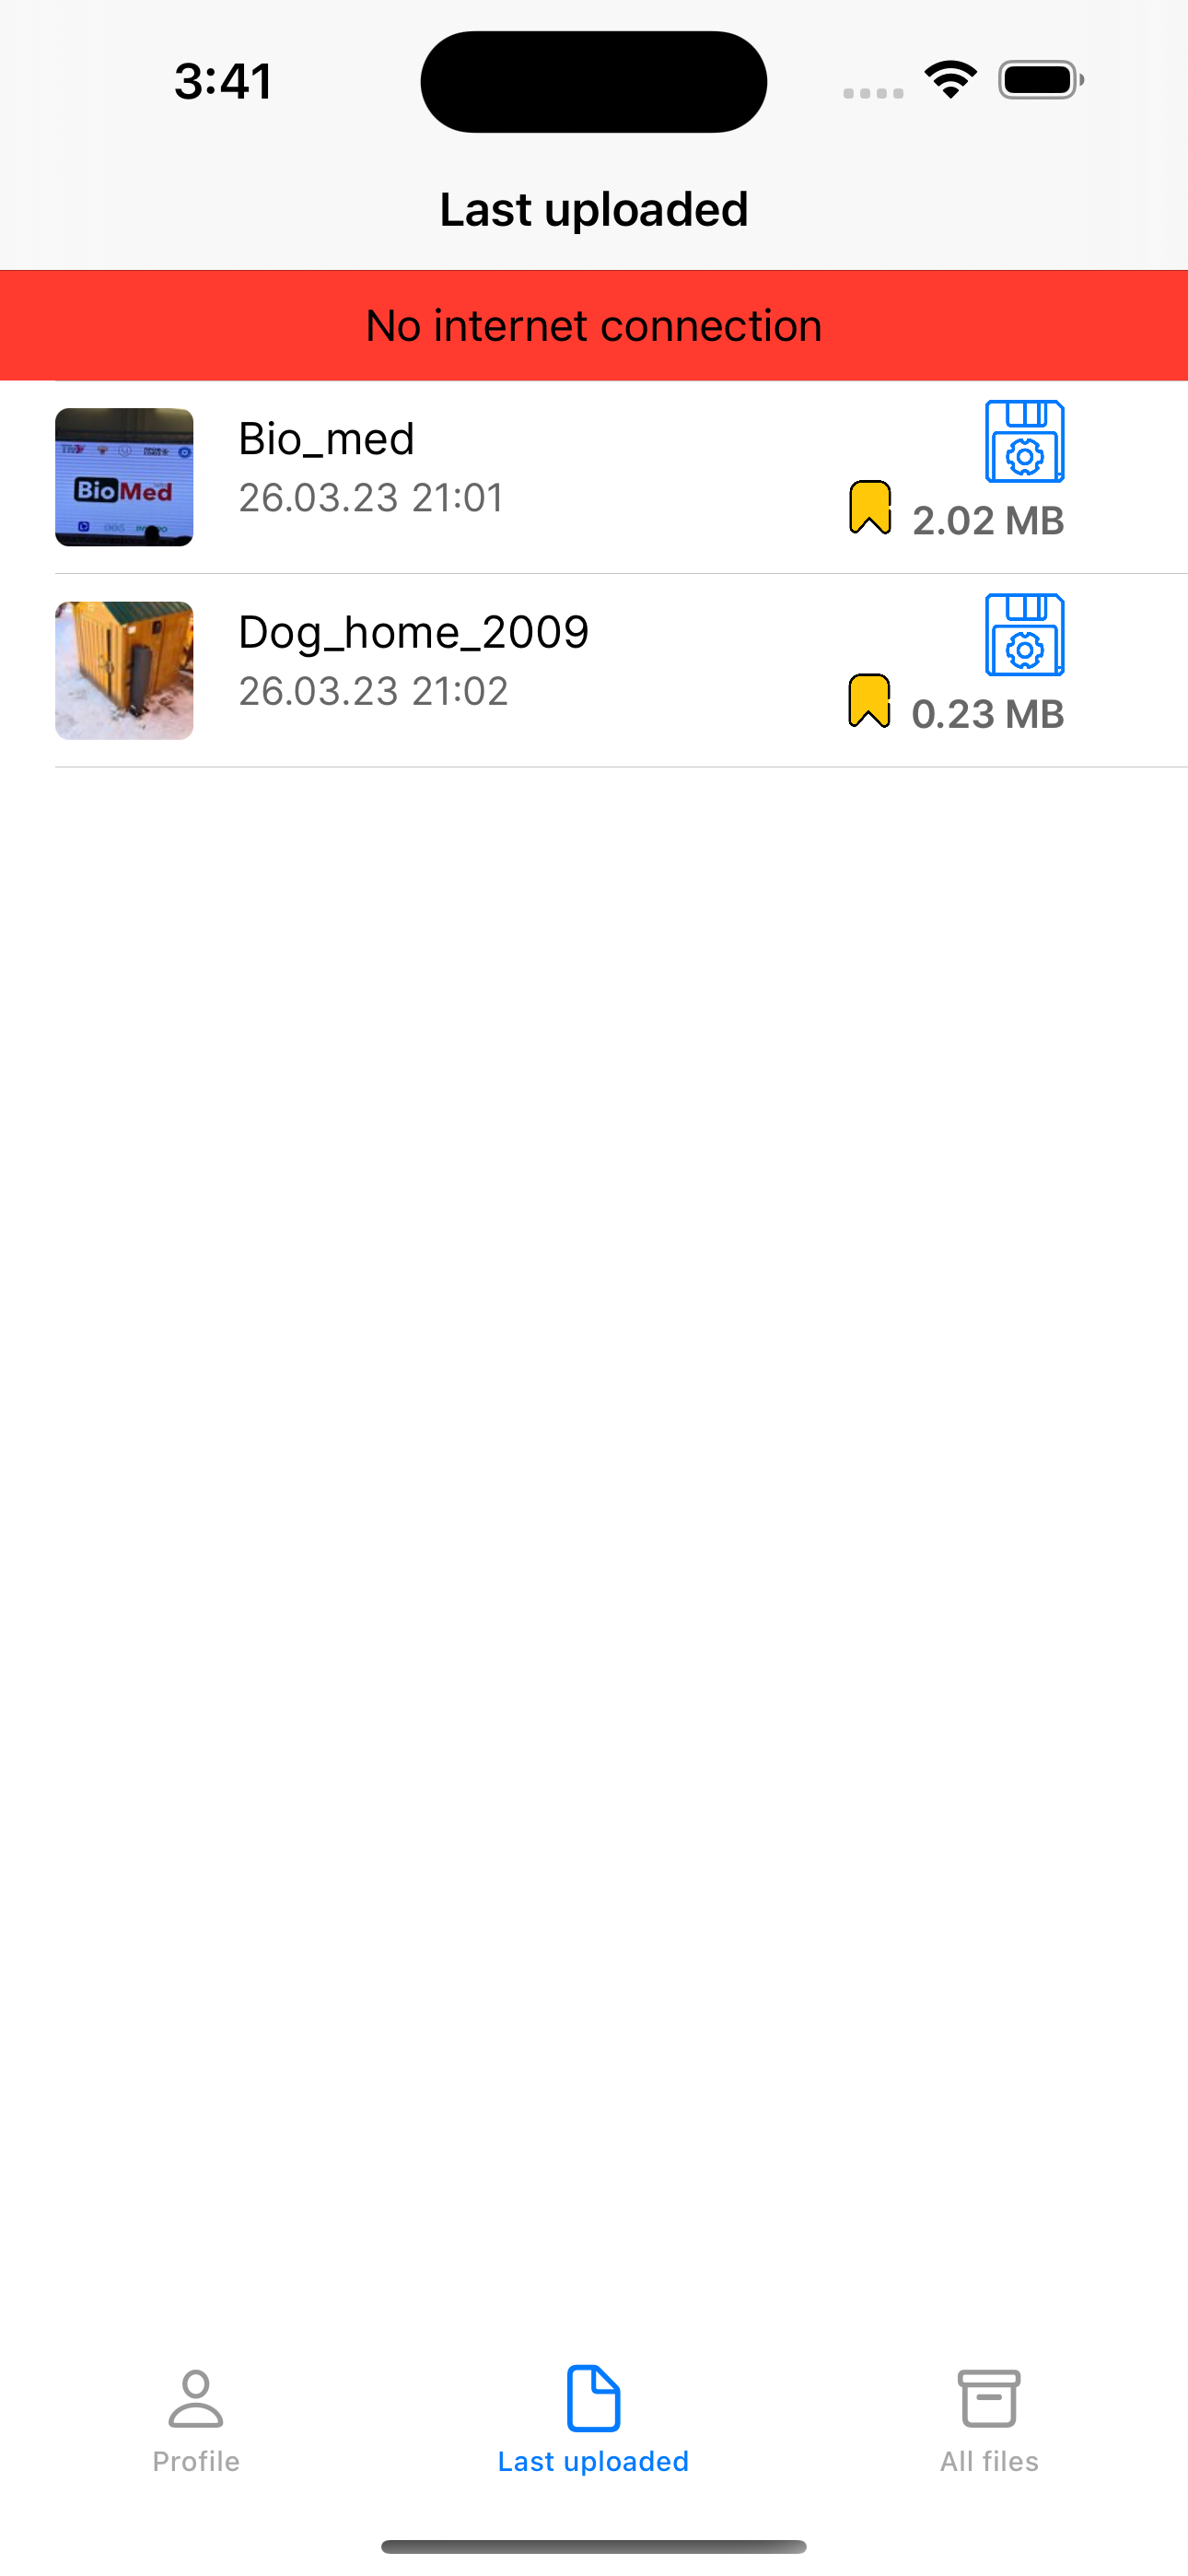 3:41
Last uploaded
No internet connection
Bio_med
26.03.23 21:01
2.02 MB
BioMed
Dog_home_2009
26.03.23 21:02
0.23 MB
Profile
Last uploaded
All files